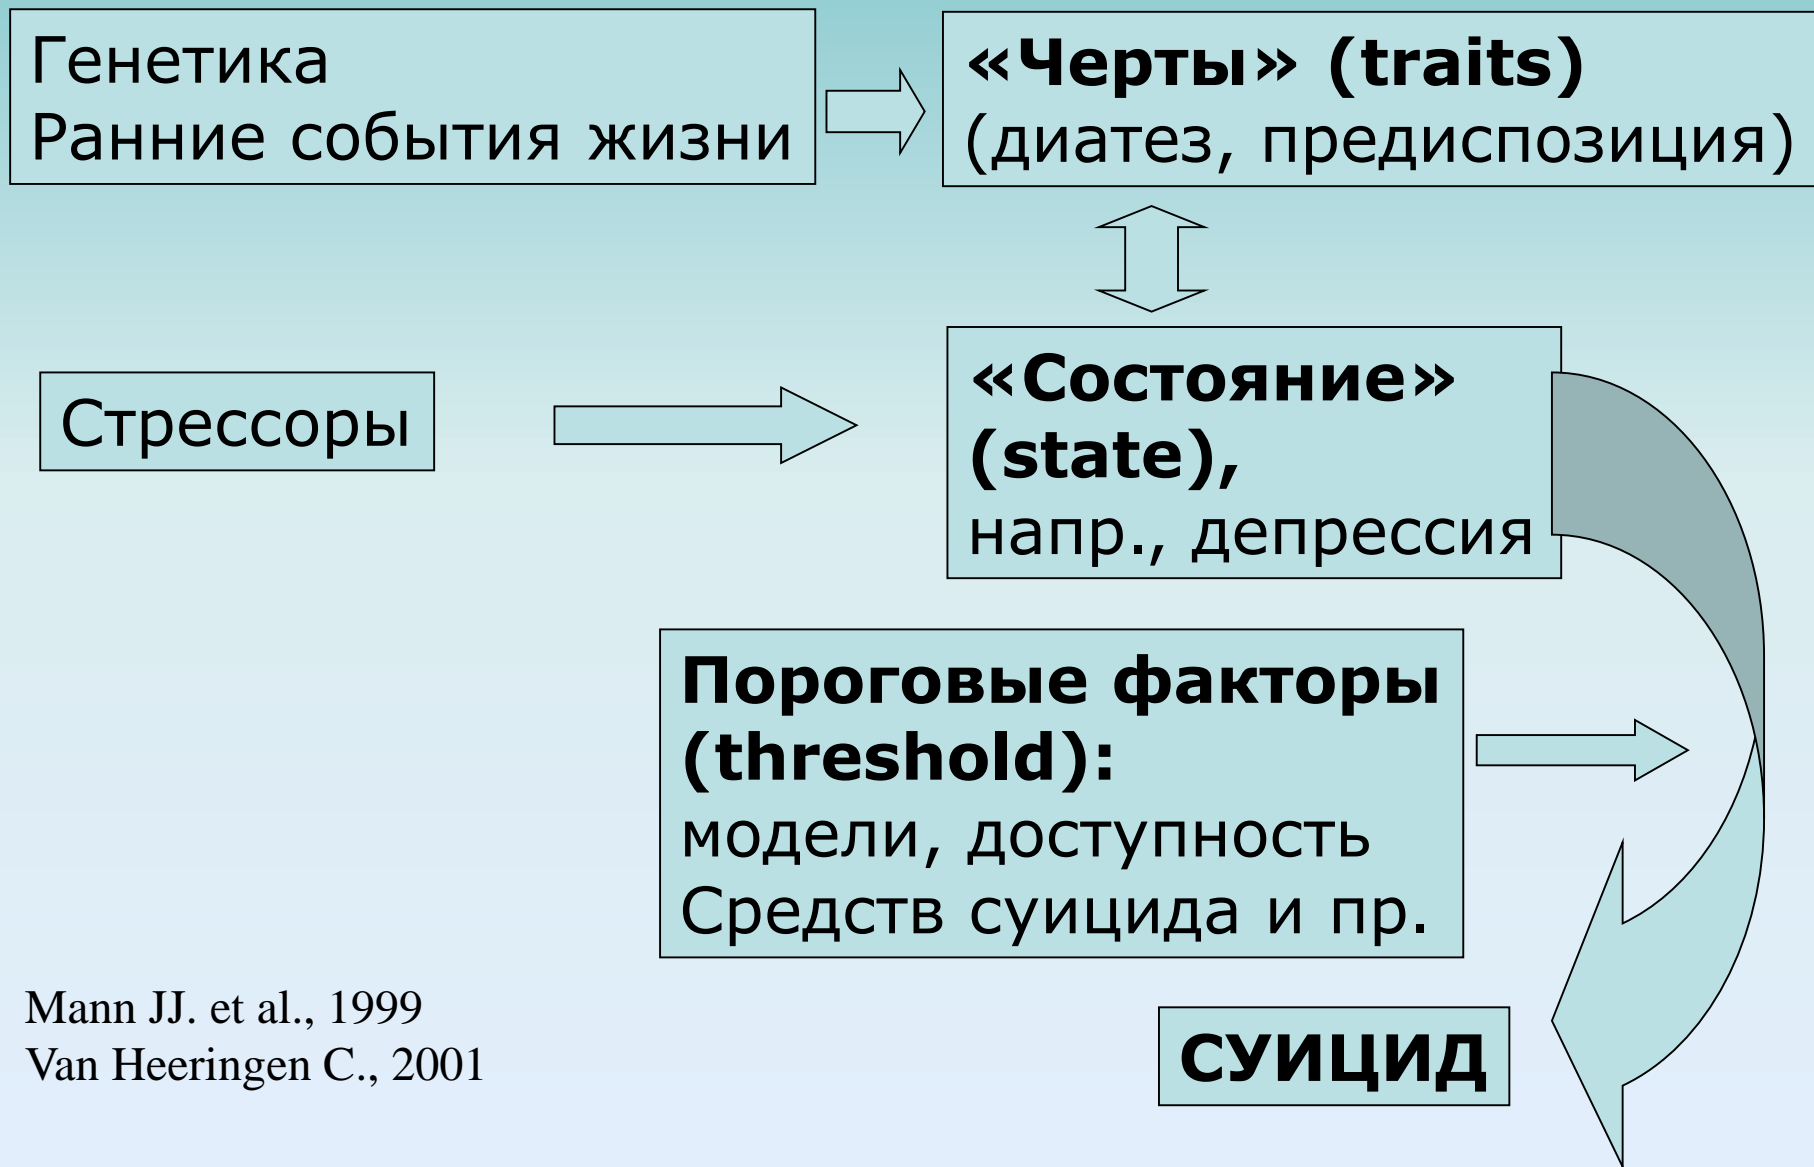 Генетика
Ранние события жизни
«Черты» (traits)
(диатез, предиспозиция)
Стрессоры
«Состояние»
(state),
напр., депрессия
Пороговые факторы
(threshold):
модели, доступность
Средств суицида и пр.
Mann JJ. et al., 1999
Van Heeringen C., 2001
СУИЦИД